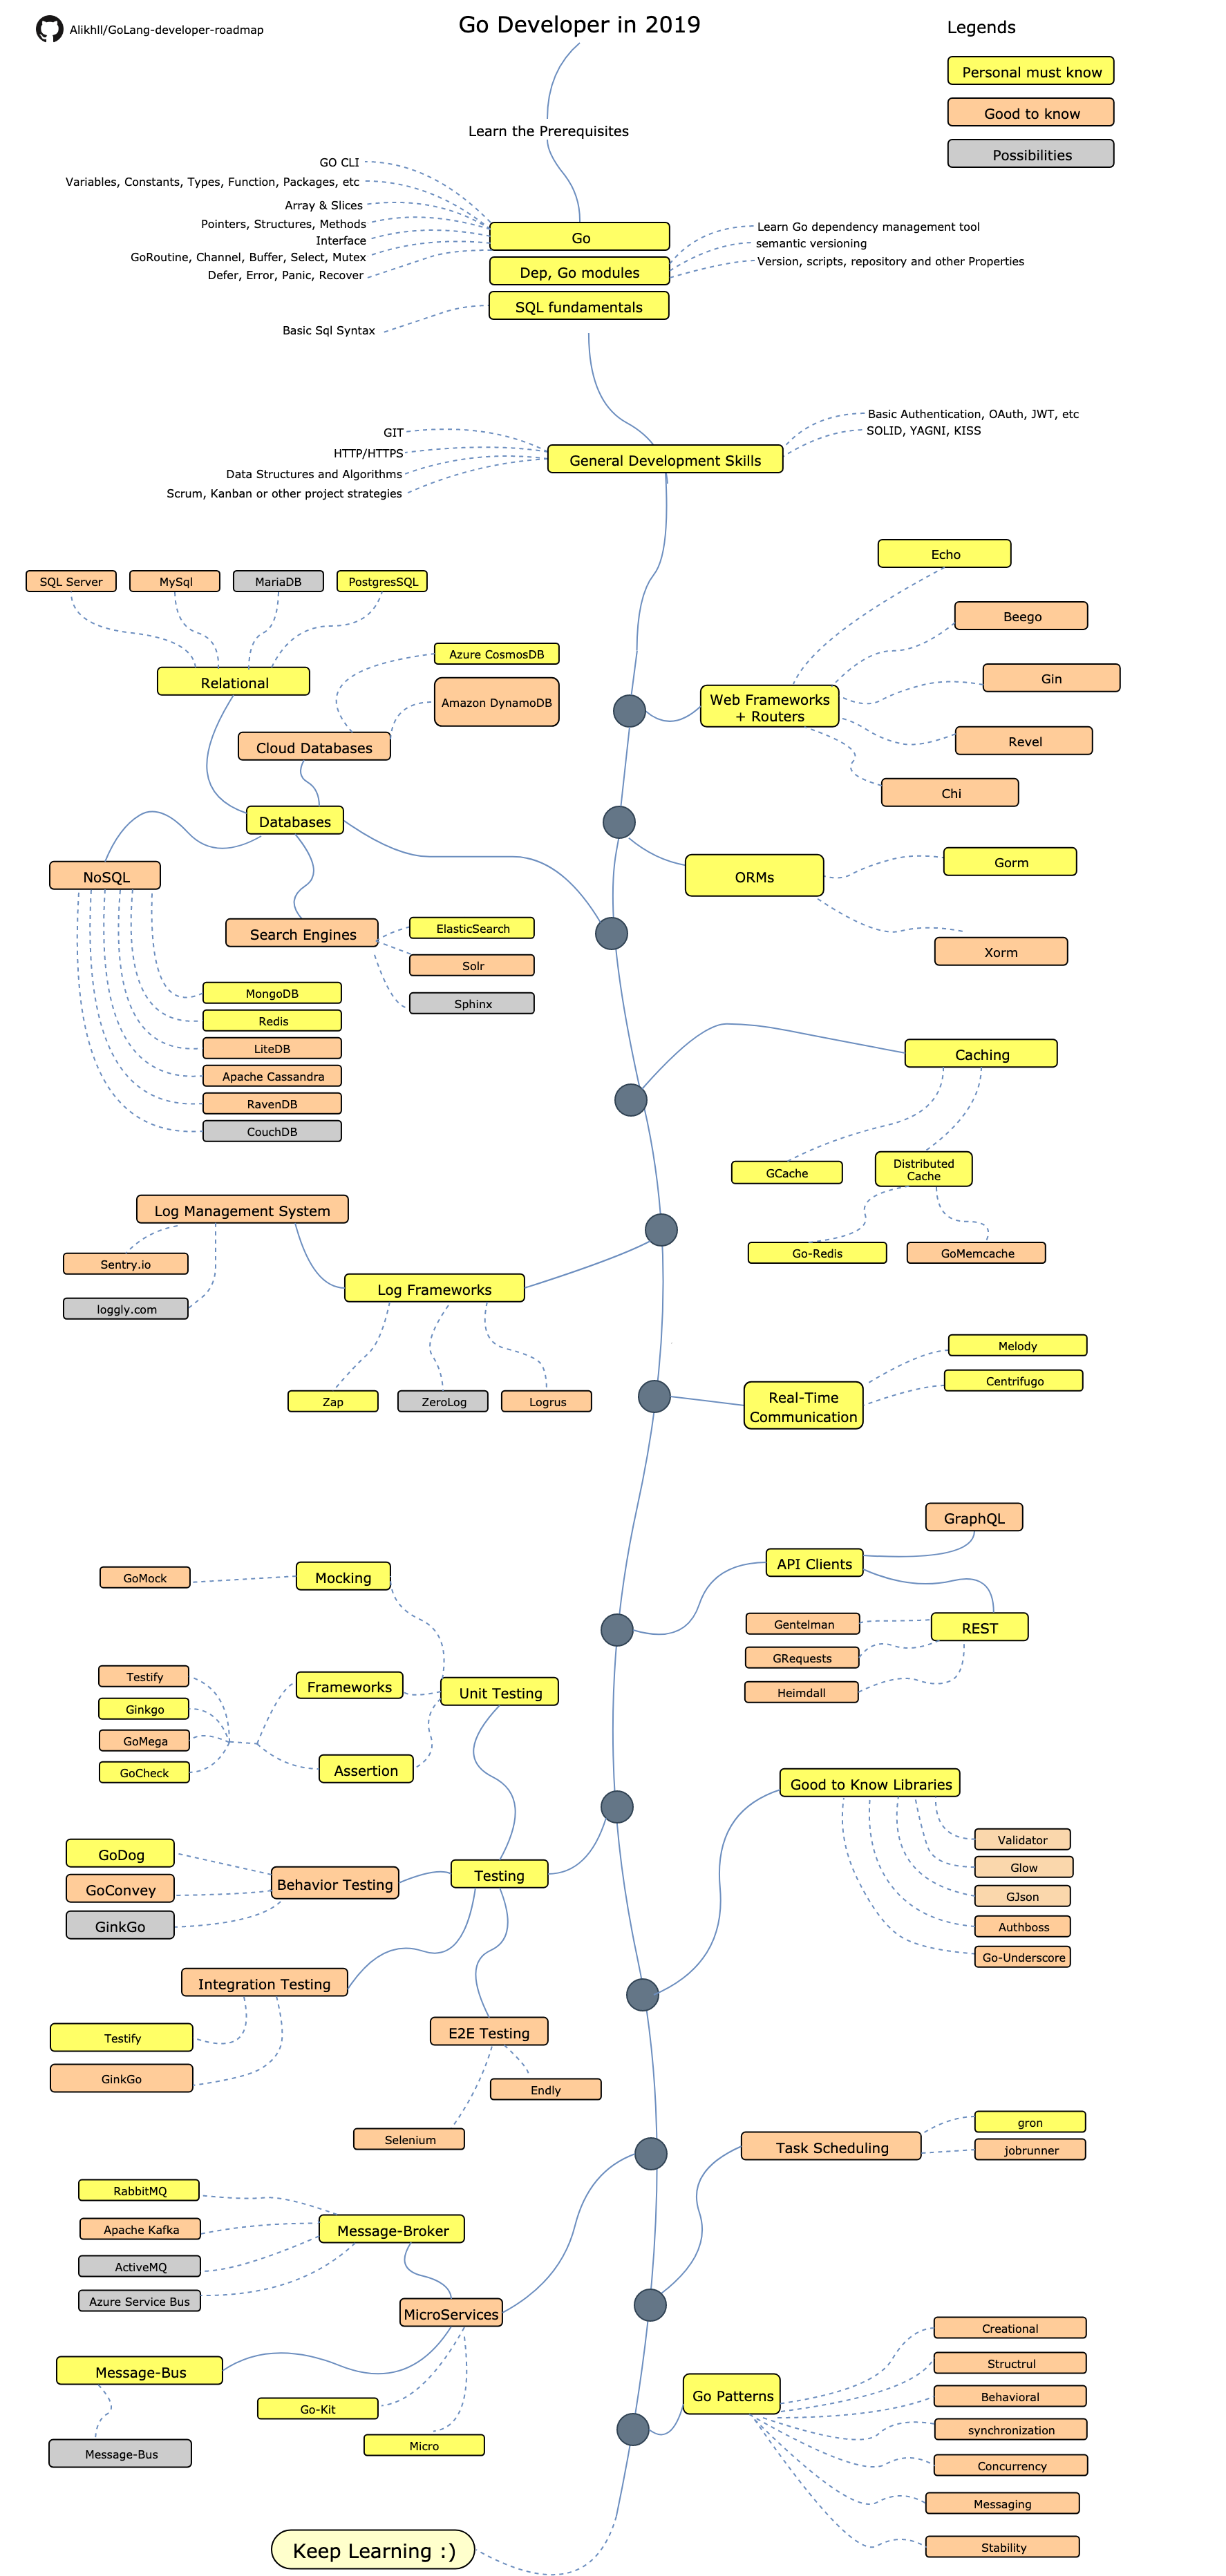 Alikhll/GoLang-developer-roadmap
Go Developer in 2019
Legends
Personal must know
Good to know
Possibilities
Learn the Prerequisites
GO CLI
Variables, Constants, Types, Function, Packages, etc
Array & Slices
Pointers, Structures, Methods
Interface
GoRoutine, Channel, Buffer, Select, Mutex
Defer, Error, Panic, Recover
Go
Dep, Go modules
SQL fundamentals
Learn Go dependency management tool
semantic versioning
Version, scripts, repository and other Properties
Basic Sql Syntax
GIT
HTTP/HTTPS
Data Structures and Algorithms
Scrum, Kanban or other project strategies
General Development Skills
Basic Authentication, OAuth, JWT, etc
SOLID, YAGNI, KISS
Echo
Beego
Gin
Revel
Chi
Web Frameworks
+ Routers
SQL Server
MySql
MariaDB
PostgresSQL
Relational
Azure CosmosDB
Amazon DynamoDB
Cloud Databases
Databases
NoSQL
Search Engines
ElasticSearch
Solr
Sphinx
MongoDB
Redis
LiteDB
Apache Cassandra
RavenDB
CouchDB
ORMs
Gorm
Xorm
Caching
GCache
Distributed
Cache
Go-Redis
GoMemcache
Log Management System
Sentry.io
loggly.com
Log Frameworks
Zap
ZeroLog
Logrus
Real-Time
Communication
Melody
Centrifugo
GraphQL
API Clients
REST
Gentelman
GRequests
Heimdall
GoMock
Mocking
Testify
Ginkgo
GoMega
GoCheck
Frameworks
Unit Testing
Assertion
Good to Know Libraries
Validator
Glow
GJson
Authboss
Go-Underscore
GoDog
GoConvey
GinkGo
Behavior Testing
Testing
Integration Testing
Testify
GinkGo
E2E Testing
Endly
Selenium
Task Scheduling
gron
jobrunner
RabbitMQ
Apache Kafka
ActiveMQ
Azure Service Bus
Message-Broker
MicroServices
Message-Bus
Message-Bus
Go-Kit
Micro
Go Patterns
Creational
Structrul
Behavioral
synchronization
Concurrency
Messaging
Stability
Keep Learning :)